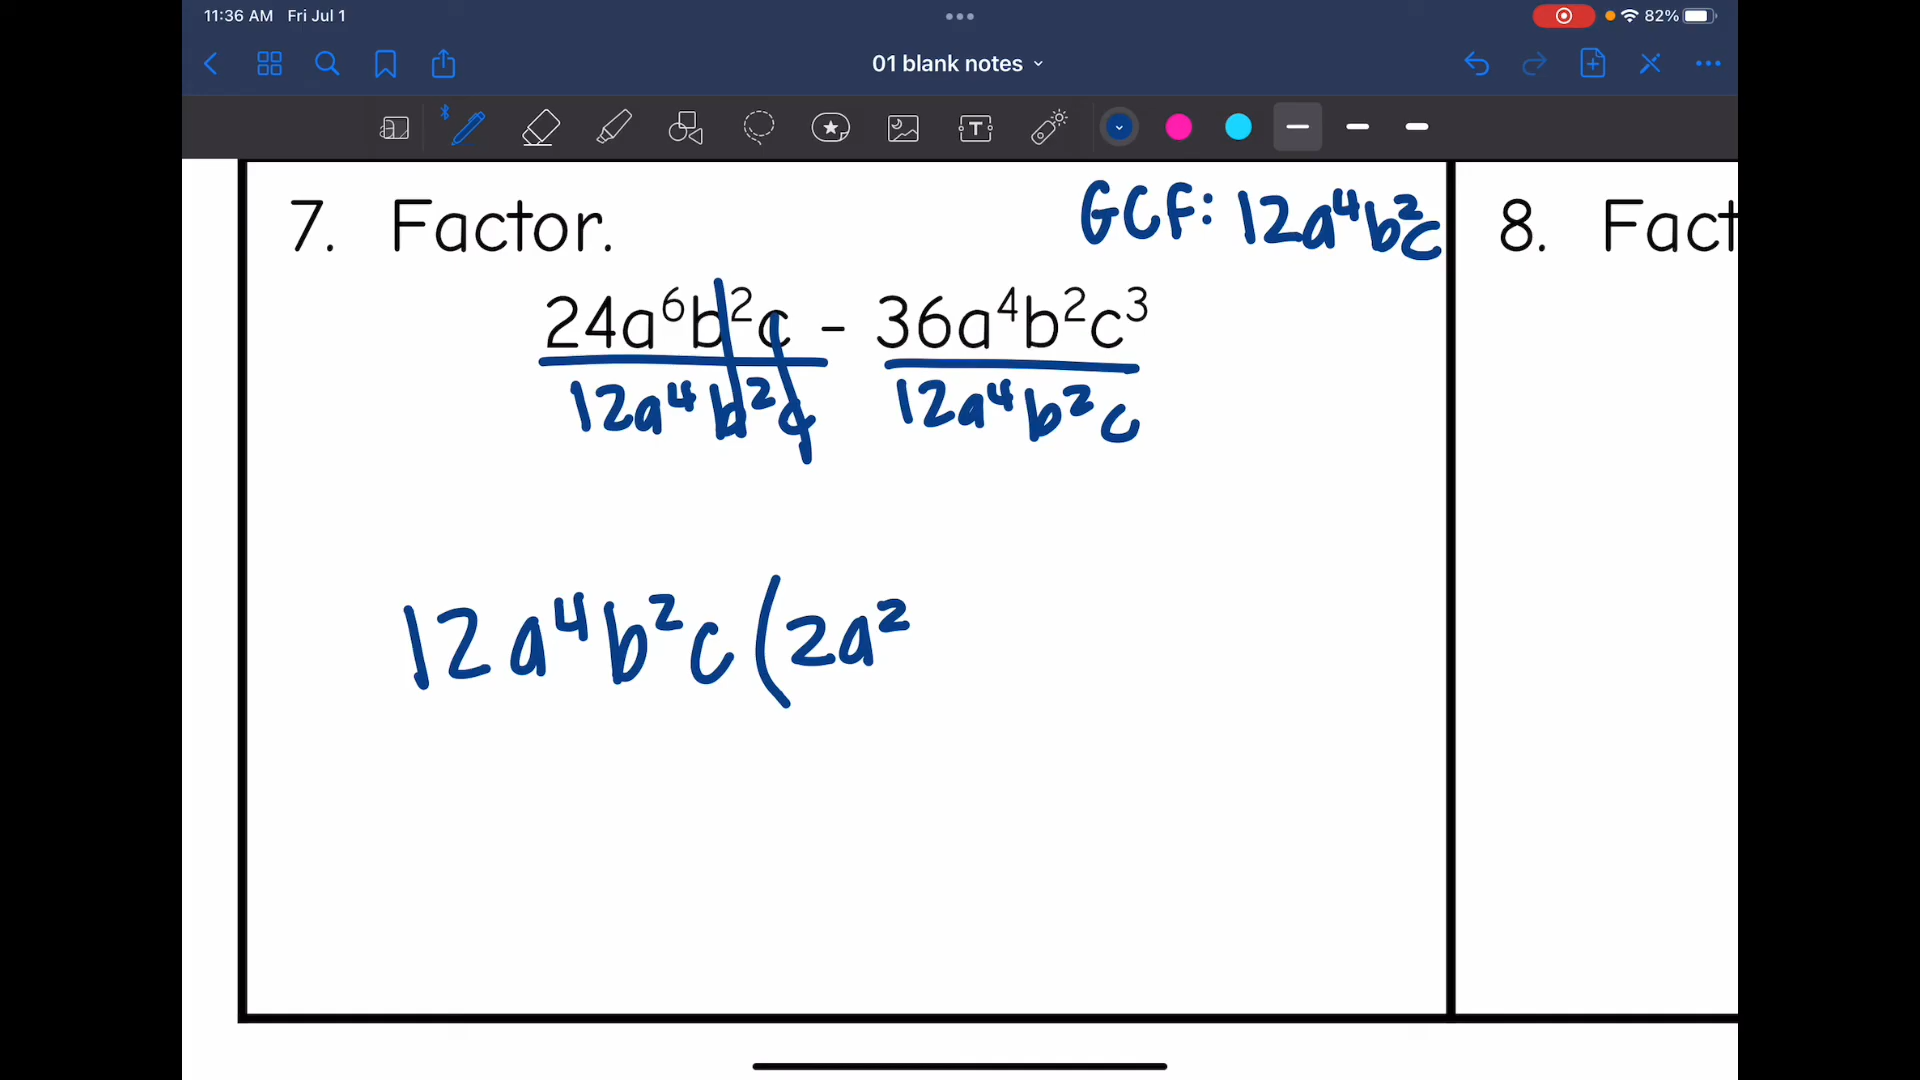 11:36 AM Fri Jul 1 82%
01 blank notes
7. Factor. GCF: 12a⁴b²c 8. Fact
24a⁶b²c - 36a⁴b²c³
12a⁴b²c 12a⁴b²c
12a⁴b²c(2a²